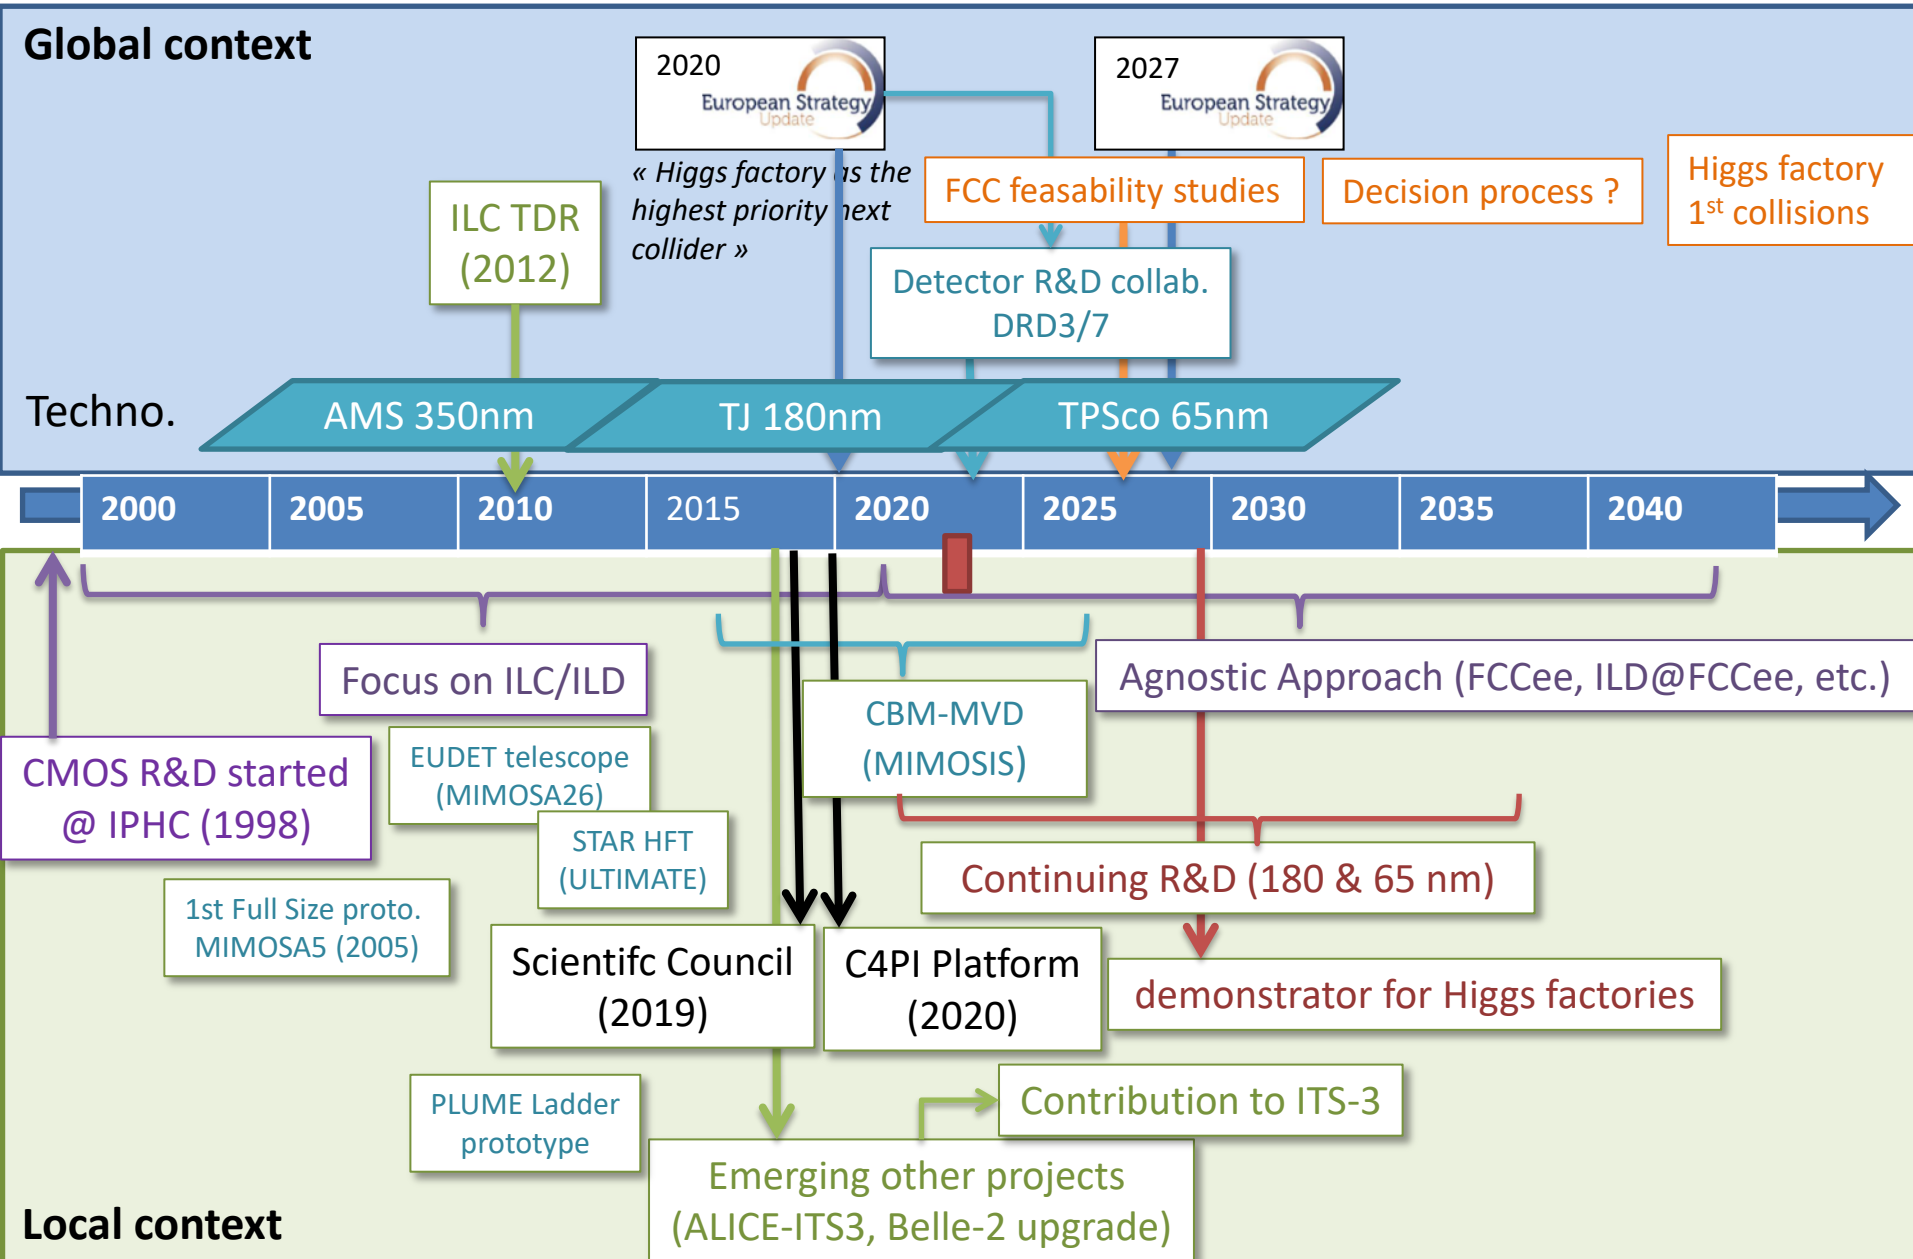 Global context
2020
European Strategy
Update
2027
European Strategy
Update
« Higgs factory as the
highest priority next
collider »
ILC TDR
(2012)
FCC feasability studies
Decision process ?
Higgs factory
1st collisions
Detector R&D collab.
DRD3/7
Techno.
AMS 350nm
TJ 180nm
TPSco 65nm
2000
2005
2010
2015
2020
2025
2030
2035
2040
Focus on ILC/ILD
Agnostic Approach (FCCee, ILD@FCCee, etc.)
CBM-MVD
(MIMOSIS)
CMOS R&D started
@ IPHC (1998)
EUDET telescope
(MIMOSA26)
STAR HFT
(ULTIMATE)
Continuing R&D (180 & 65 nm)
1st Full Size proto.
MIMOSA5 (2005)
Scientifc Council
(2019)
C4PI Platform
(2020)
demonstrator for Higgs factories
PLUME Ladder
prototype
Contribution to ITS-3
Emerging other projects
(ALICE-ITS3, Belle-2 upgrade)
Local context